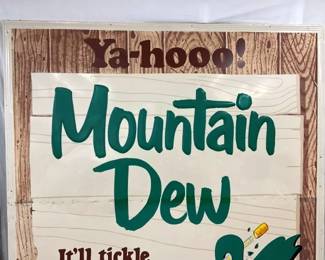 Ya-hooo!
Mountain
Dew
It'll tickle